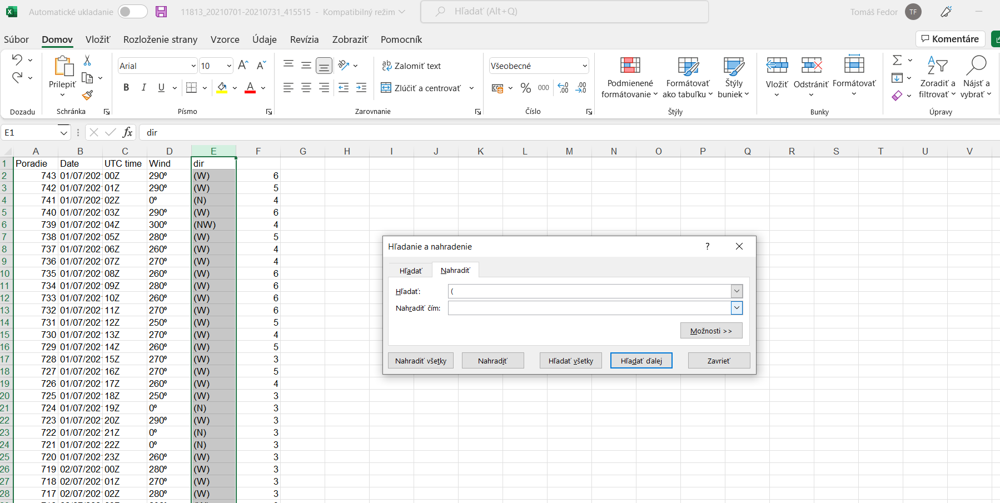 Automatické ukladanie 11813_20210701-20210731_415515 - Kompatibilný režim Hľadať (Alt+Q) Tomáš Fedor TF
Súbor Domov Vložiť Rozloženie strany Vzorce Údaje Revízia Zobraziť Pomocník Komentáre
Arial 10 Zalomiť text Všeobecné
Prilepiť B I U Zlúčiť a centrovať % 000 ,00 ,00
Podmienené formátovanie Formátovať ako tabuľku Štýly buniek Vložiť Odstrániť Formátovať Zoradiť a filtrovať Nájsť a vybrať
Dozadu Schránka Písmo Zarovnanie Číslo Štýly Bunky Úpravy
E1 fx dir
A B C D E F G H I J K L M N O P Q R S T U V
1 Poradie Date UTC time Wind dir
2 743 01/07/202 00Z 290º (W) 6
3 742 01/07/202 01Z 290º (W) 5
4 741 01/07/202 02Z 0º (N) 4
5 740 01/07/202 03Z 290º (W) 6
6 739 01/07/202 04Z 300º (NW) 4
7 738 01/07/202 05Z 280º (W) 5
8 737 01/07/202 06Z 260º (W) 4
9 736 01/07/202 07Z 270º (W) 4
10 735 01/07/202 08Z 260º (W) 6
11 734 01/07/202 09Z 280º (W) 6
12 733 01/07/202 10Z 260º (W) 6
13 732 01/07/202 11Z 270º (W) 6
14 731 01/07/202 12Z 250º (W) 5
15 730 01/07/202 13Z 270º (W) 4
16 729 01/07/202 14Z 260º (W) 5
17 728 01/07/202 15Z 270º (W) 3
18 727 01/07/202 16Z 270º (W) 5
19 726 01/07/202 17Z 260º (W) 4
20 725 01/07/202 18Z 250º (W) 3
21 724 01/07/202 19Z 0º (N) 3
22 723 01/07/202 20Z 290º (W) 3
23 722 01/07/202 21Z 0º (N) 3
24 721 01/07/202 22Z 0º (N) 3
25 720 01/07/202 23Z 260º (W) 3
26 719 02/07/202 00Z 280º (W) 3
27 718 02/07/202 01Z 270º (W) 3
28 717 02/07/202 02Z 280º (W) 3
Hľadanie a nahradenie ?
Hľadať Nahradiť
Hľadať: (
Nahradiť čím:
Možnosti >>
Nahradiť všetky Nahradiť Hľadať všetky Hľadať ďalej Zavrieť